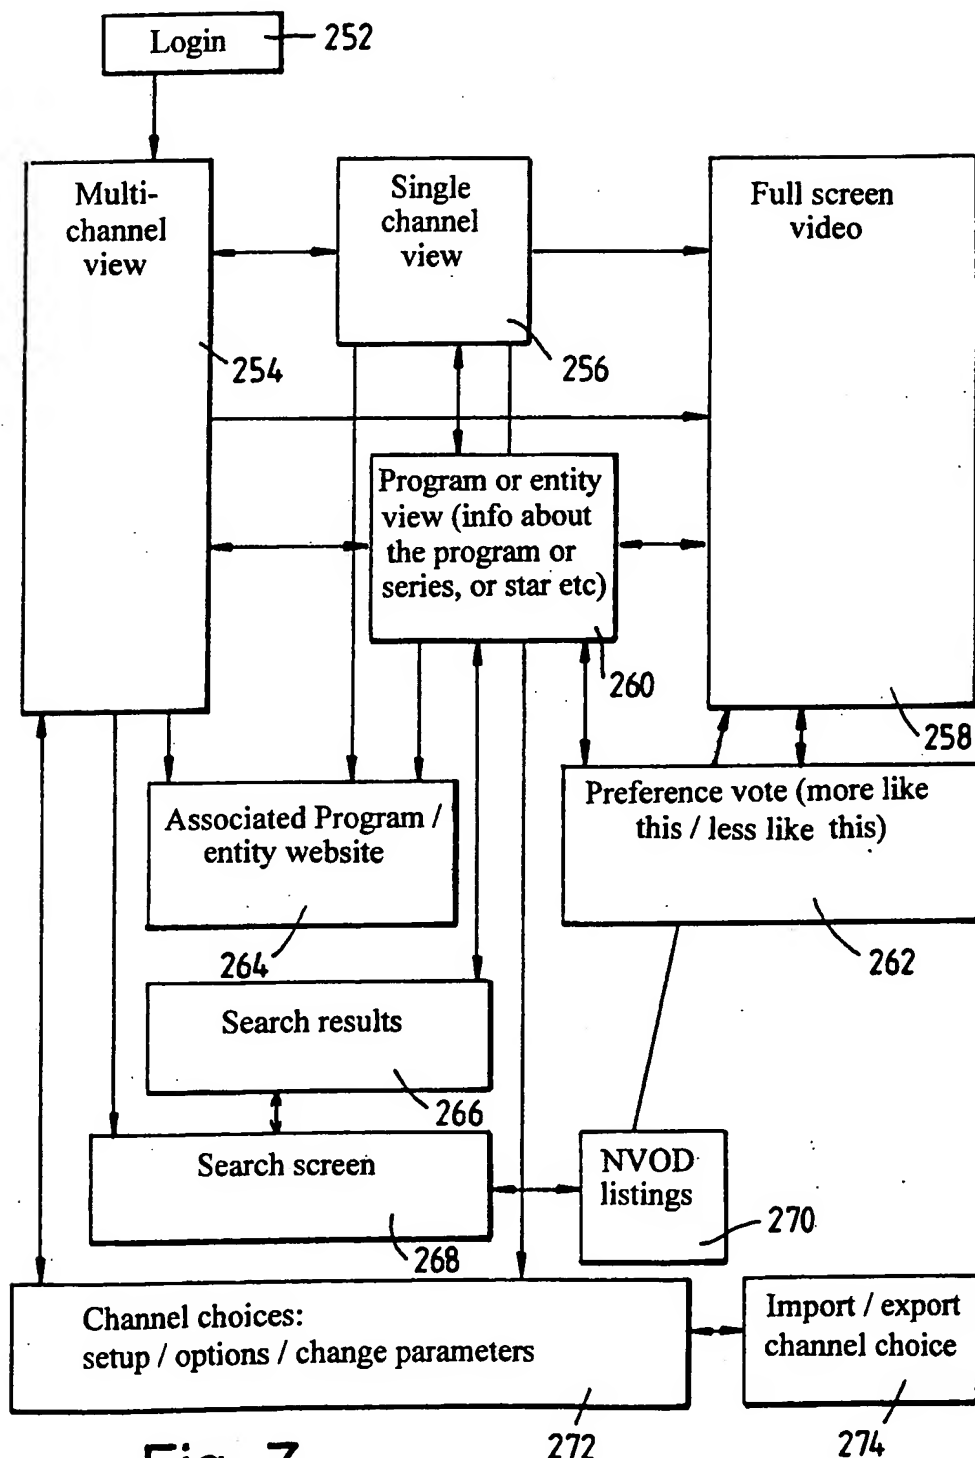 Login
252
Multi-
channel
view
254
Single
channel
view
256
Full screen
video
258
Program or entity
view (info about
the program or
series, or star etc)
260
Preference vote (more like
this / less like this)
262
Associated Program /
entity website
264
Search results
266
Search screen
268
NVOD
listings
270
Channel choices:
setup / options / change parameters
272
Import / export
channel choice
274